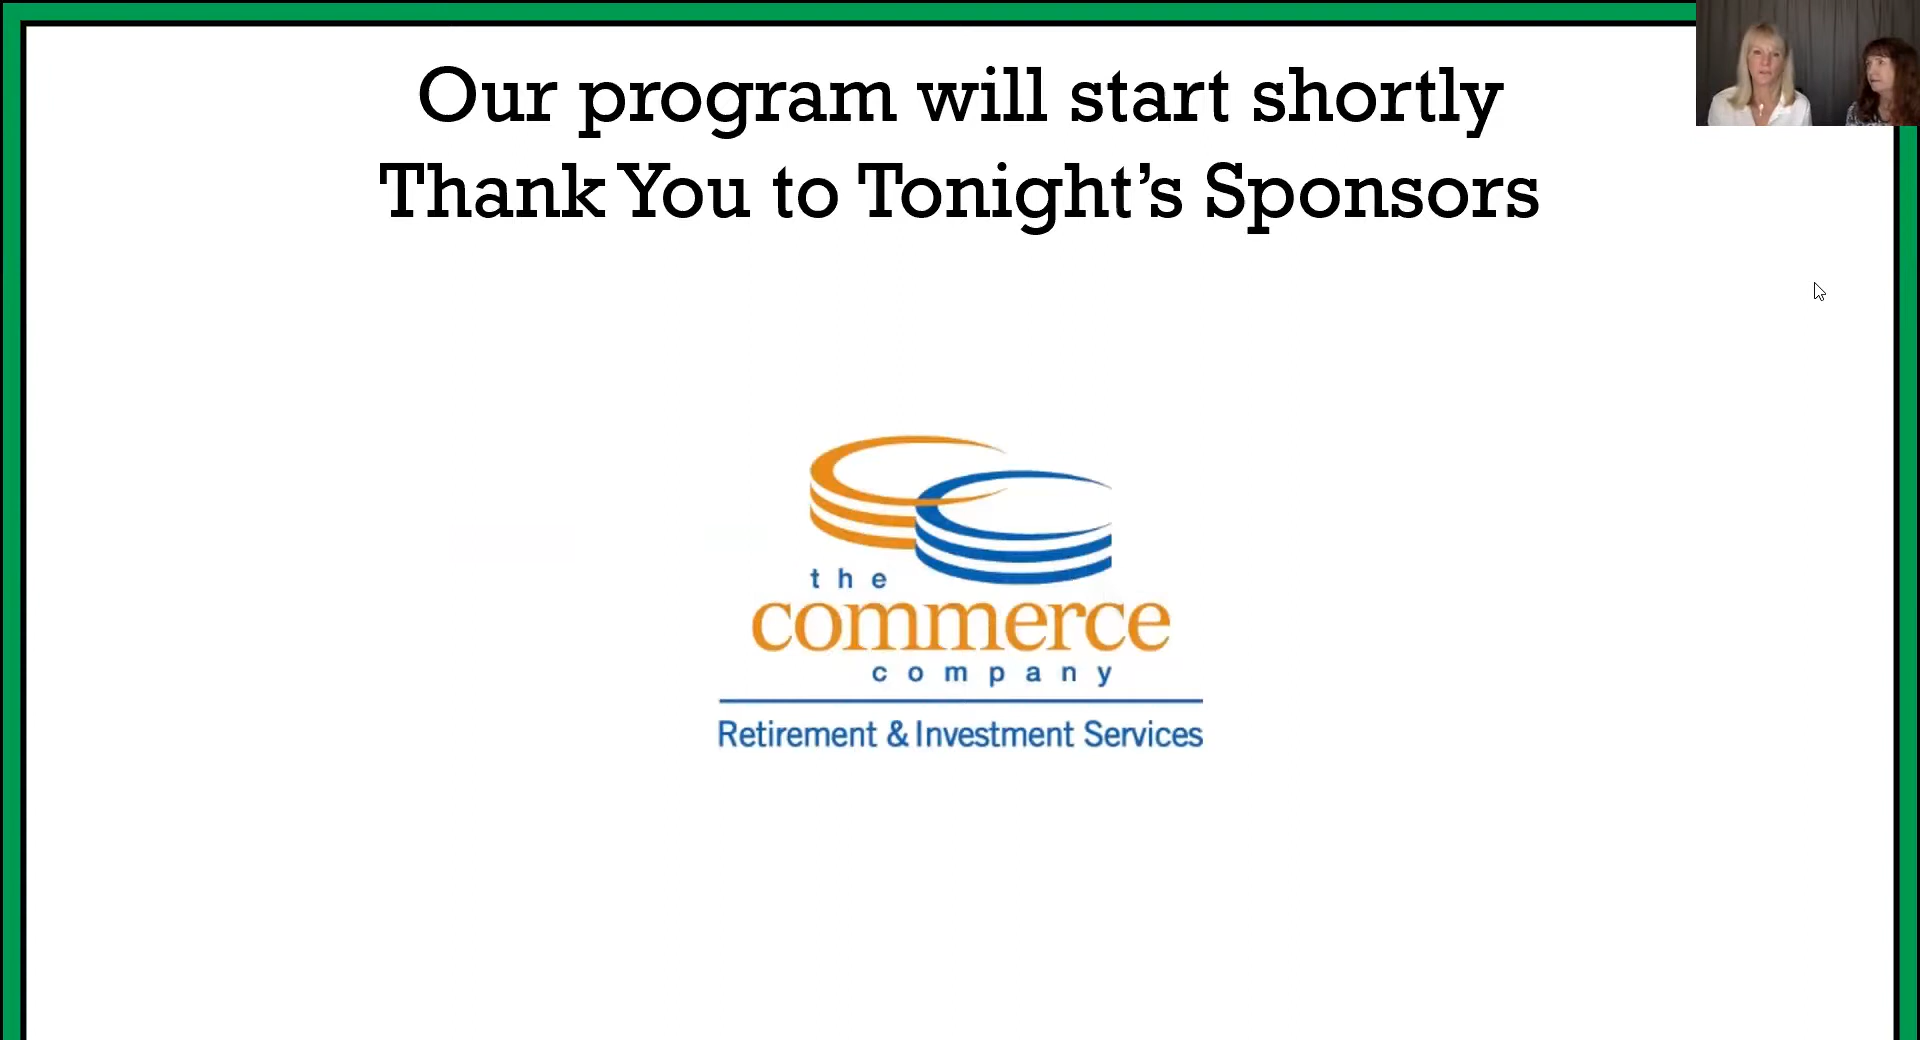 Our program will start shortly
Thank You to Tonight’s Sponsors
the
commerce
company
Retirement & Investment Services